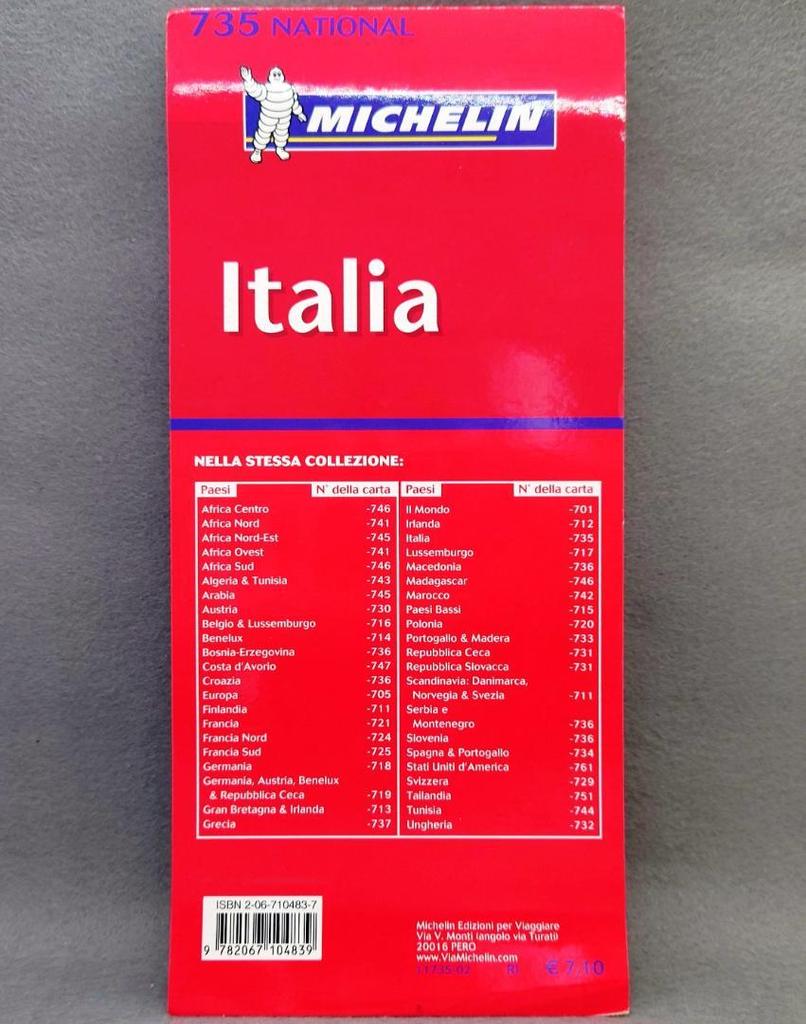 735 NATIONAL
MICHELIN
Italia
NELLA STESSA COLLEZIONE:
Paesi N° della carta
Africa Centro -746
Africa Nord -741
Africa Nord-Est -745
Africa Ovest -741
Africa Sud -746
Algeria & Tunisia -743
Arabia -745
Austria -730
Belgio & Lussemburgo -716
Benelux -714
Bosnia-Erzegovina -736
Costa d'Avorio -747
Croazia -736
Europa -705
Finlandia -711
Francia -721
Francia Nord -724
Francia Sud -725
Germania -718
Germania, Austria, Benelux
& Repubblica Ceca -719
Gran Bretagna & Irlanda -713
Grecia -737
Paesi N° della carta
Il Mondo -701
Irlanda -712
Italia -735
Lussemburgo -717
Macedonia -736
Madagascar -746
Marocco -742
Paesi Bassi -715
Polonia -720
Portogallo & Madera -733
Repubblica Ceca -731
Repubblica Slovacca -731
Scandinavia: Danimarca,
Norvegia & Svezia -711
Serbia e
Montenegro -736
Slovenia -736
Spagna & Portogallo -734
Stati Uniti d'America -761
Svizzera -729
Tailandia -751
Tunisia -744
Ungheria -732
ISBN 2-06-710483-7
9 782067 104839
Michelin Edizioni per Viaggiare
Via V. Monti (angolo via Turati)
20016 PERO
www.ViaMichelin.com
11735-02 RI € 7,10